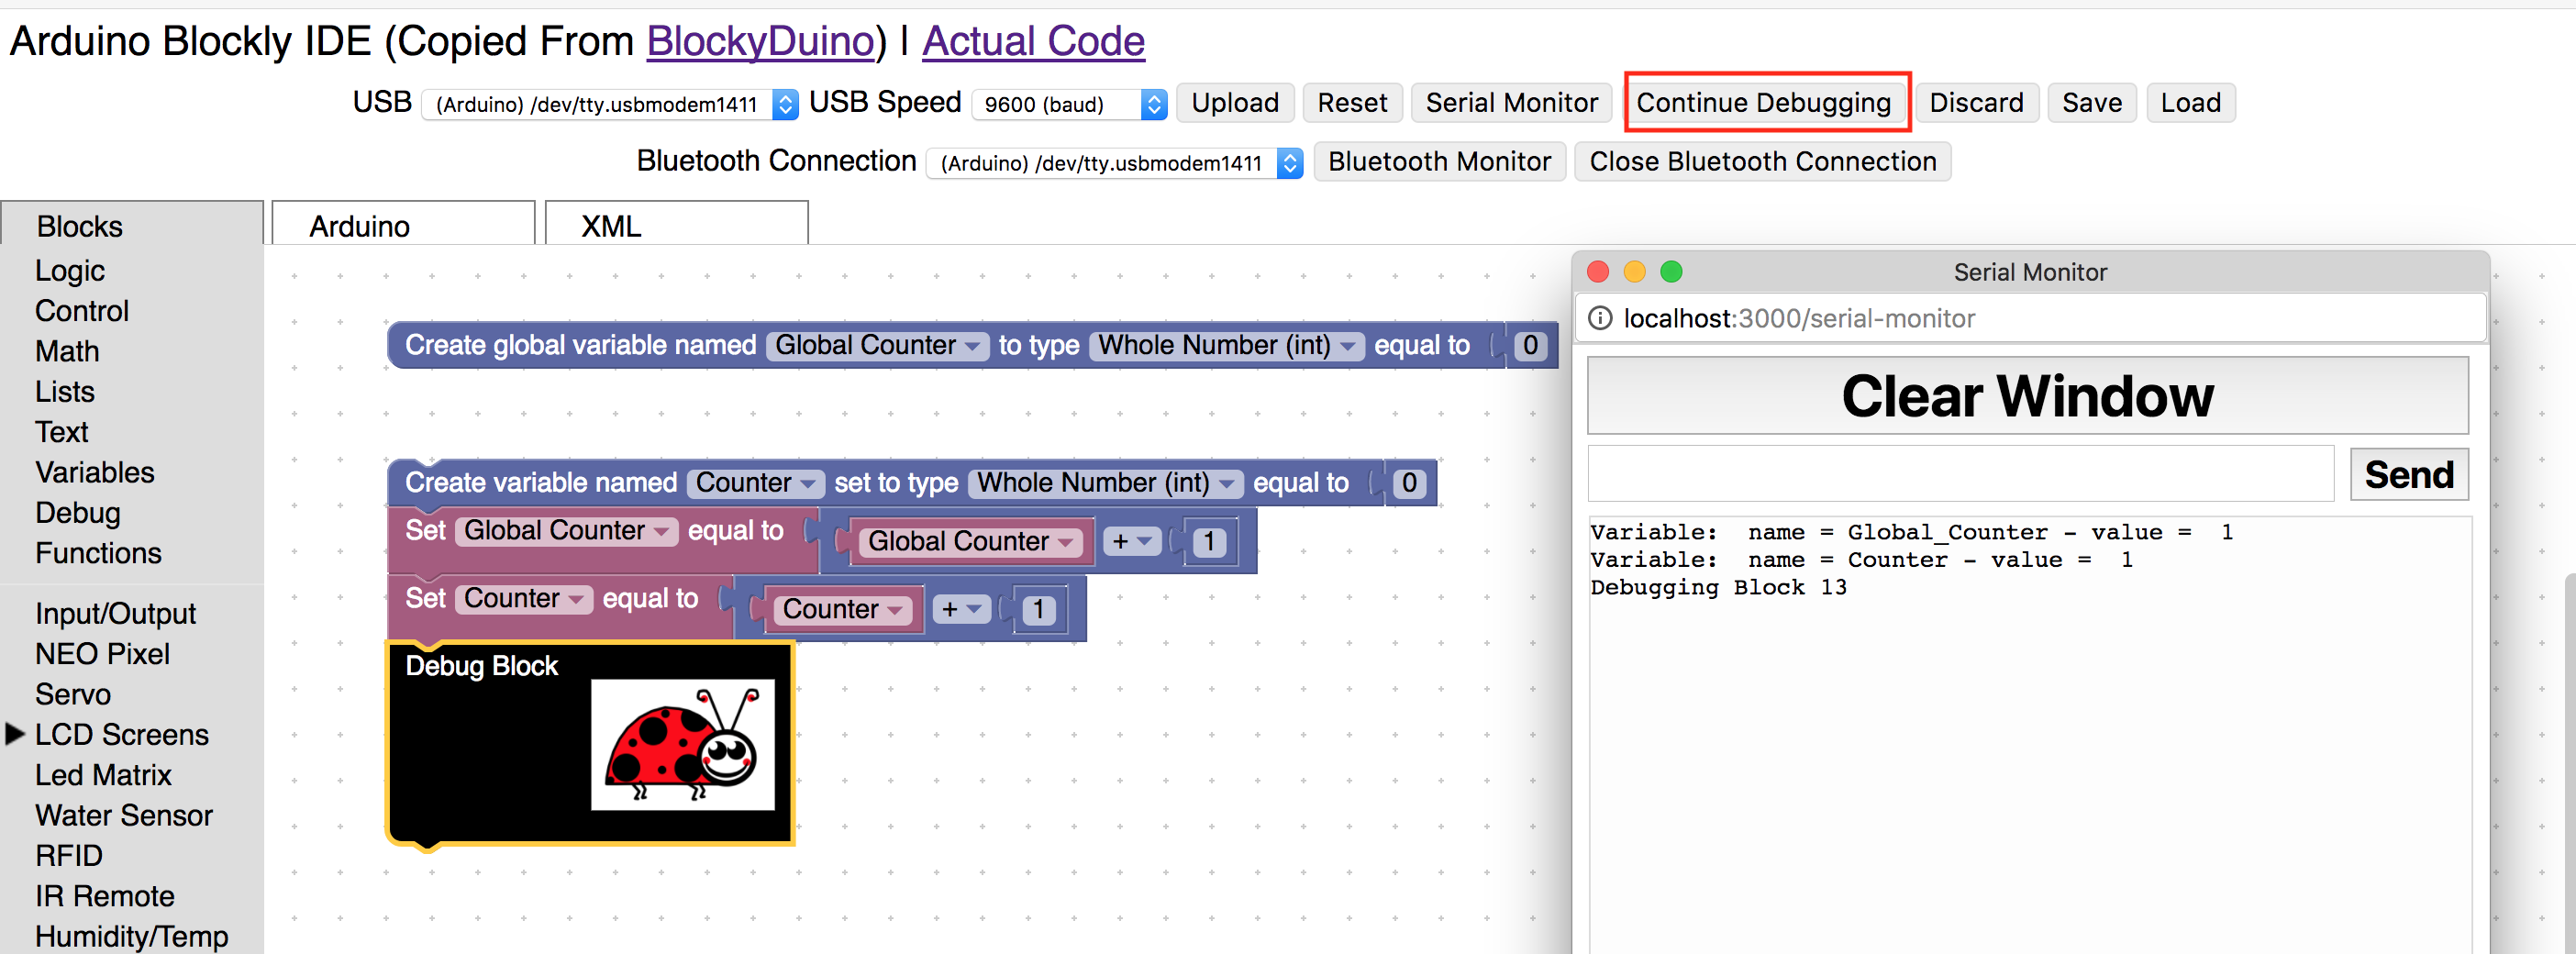 Arduino Blockly IDE (Copied From BlockyDuino) | Actual Code
USB (Arduino) /dev/tty.usbmodem1411 USB Speed 9600 (baud) Upload Reset Serial Monitor Continue Debugging Discard Save Load
Bluetooth Connection (Arduino) /dev/tty.usbmodem1411 Bluetooth Monitor Close Bluetooth Connection
Blocks Arduino XML
Logic
Control
Math
Lists
Text
Variables
Debug
Functions
Input/Output
NEO Pixel
Servo
LCD Screens
Led Matrix
Water Sensor
RFID
IR Remote
Humidity/Temp
Create global variable named Global Counter to type Whole Number (int) equal to 0
Create variable named Counter set to type Whole Number (int) equal to 0
Set Global Counter equal to Global Counter + 1
Set Counter equal to Counter + 1
Debug Block
Serial Monitor
localhost:3000/serial-monitor
Clear Window
Send
Variable:  name = Global_Counter - value =  1
Variable:  name = Counter - value =  1
Debugging Block 13